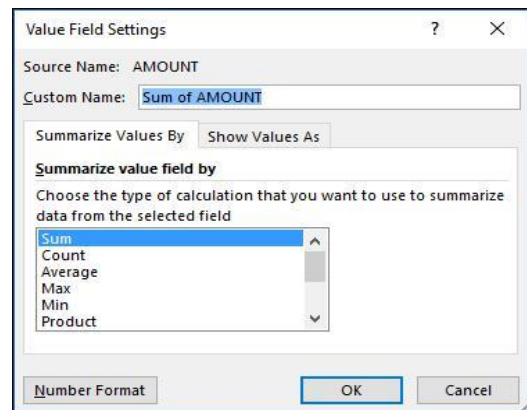 Value Field Settings ? X
Source Name: AMOUNT
Custom Name: Sum of AMOUNT
Summarize Values By Show Values As
Summarize value field by
Choose the type of calculation that you want to use to summarize
data from the selected field
Sum
Count
Average
Max
Min
Product
Number Format OK Cancel